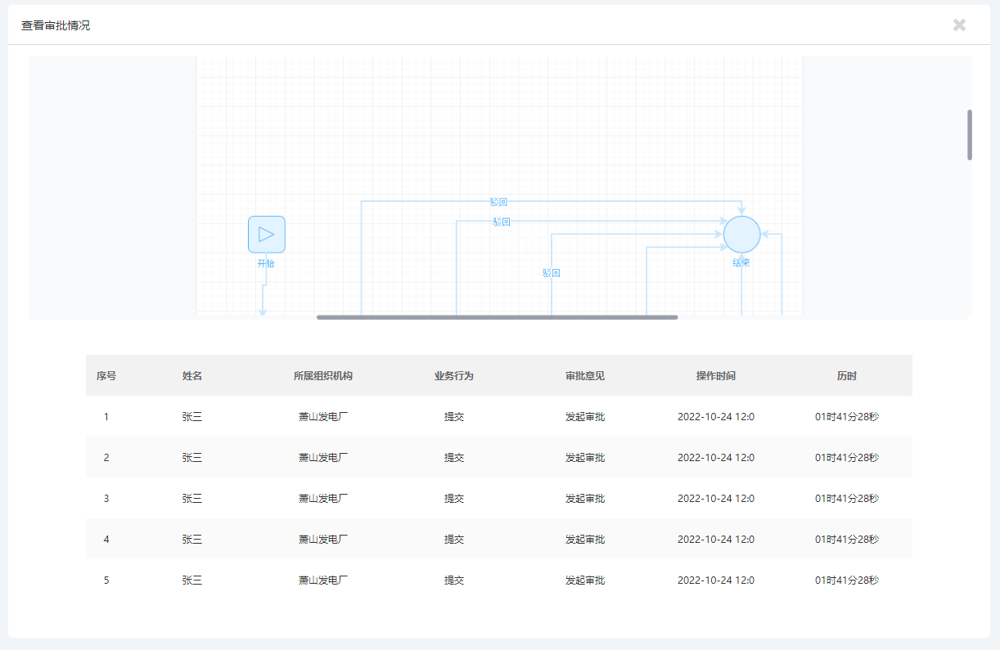 查看审批情况
驳回
驳回
开始
结束
驳回
序号 姓名 所属组织机构 业务行为 审批意见 操作时间 历时
1 张三 萧山发电厂 提交 发起审批 2022-10-24 12:0 01时41分28秒
2 张三 萧山发电厂 提交 发起审批 2022-10-24 12:0 01时41分28秒
3 张三 萧山发电厂 提交 发起审批 2022-10-24 12:0 01时41分28秒
4 张三 萧山发电厂 提交 发起审批 2022-10-24 12:0 01时41分28秒
5 张三 萧山发电厂 提交 发起审批 2022-10-24 12:0 01时41分28秒